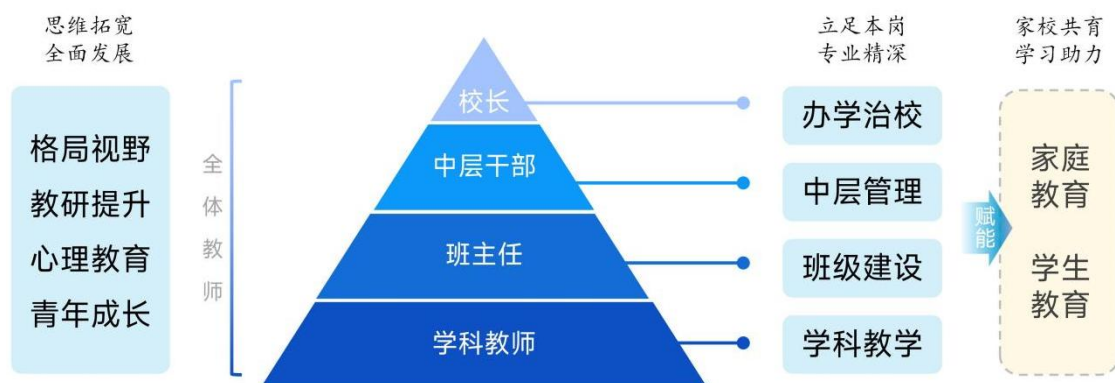 思维拓宽
全面发展
格局视野
教研提升
心理教育
青年成长
全体教师
校长
中层干部
班主任
学科教师
立足本岗
专业精深
办学治校
中层管理
班级建设
学科教学
赋能
家校共育
学习助力
家庭
教育
学生
教育